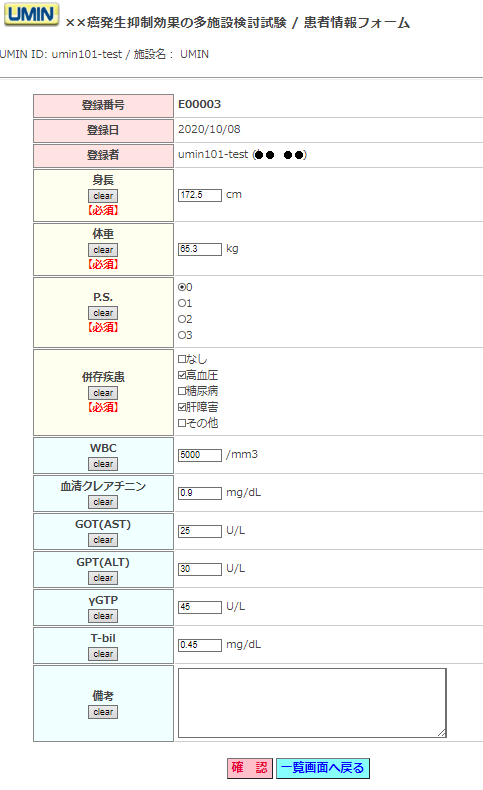 UMIN ××癌発生抑制効果の多施設検討試験 / 患者情報フォーム
UMIN ID: umin101-test / 施設名： UMIN
登録番号 E00003
登録日 2020/10/08
登録者 umin101-test (●● ●●)
身長
clear 172.5 cm
【必須】
体重
clear 65.3 kg
【必須】
0
P.S. 1
clear 2
【必須】 3
なし
併存疾患 高血圧
clear 糖尿病
【必須】 肝障害
その他
WBC
clear 5000 /mm3
血清クレアチニン
clear 0.9 mg/dL
GOT(AST)
clear 25 U/L
GPT(ALT)
clear 30 U/L
γGTP
clear 45 U/L
T-bil
clear 0.45 mg/dL
備考
clear
確　認 一覧画面へ戻る